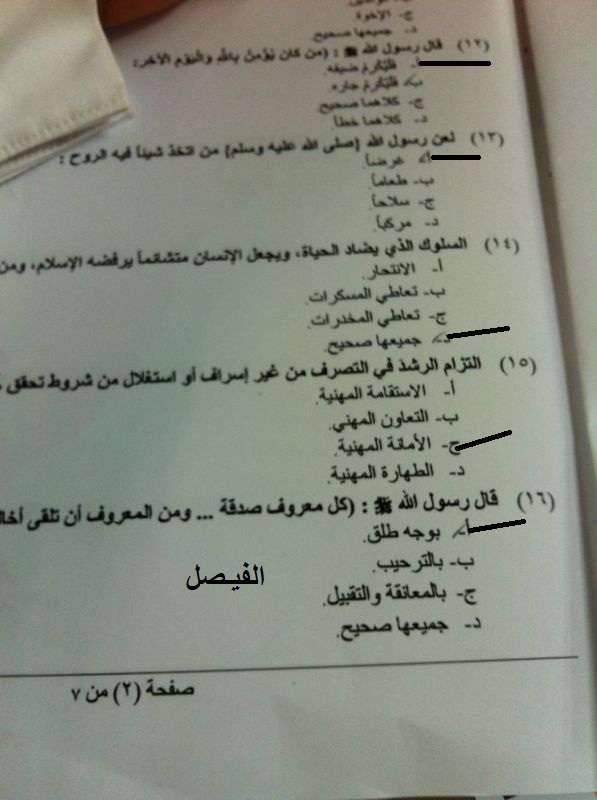 ج- الإخوة
د- جميعها صحيح.
(١٢) قال رسول الله ﷺ : (من كان يؤمن بالله واليوم الآخر:
أ- فليكرم ضيفه.
ب- فليكرم جاره.
ج- كلاهما صحيح.
د- كلاهما خطأ.
(١٣) لعن رسول الله (صلى الله عليه وسلم) من اتخذ شيئاً فيه الروح :
أ- غرضاً.
ب- طعاماً.
ج- سلاحاً.
د- مركباً.
(١٤) السلوك الذي يضاد الحياة، ويجعل الإنسان متشائماً يرفضه الإسلام، ومن
أ- الانتحار.
ب- تعاطي المسكرات.
ج- تعاطي المخدرات.
د- جميعها صحيح.
(١٥) التزام الرشد في التصرف من غير إسراف أو استغلال من شروط تحقق
أ- الاستقامة المهنية.
ب- التعاون المهني.
ج- الأمانة المهنية.
د- الطهارة المهنية.
(١٦) قال رسول الله ﷺ : (كل معروف صدقة ... ومن المعروف أن تلقى أخا
أ- بوجه طلق.
ب- بالترحيب.
ج- بالمعانقة والتقبيل.
د- جميعها صحيح.
الفيصل
صفحة (٢) من ٧